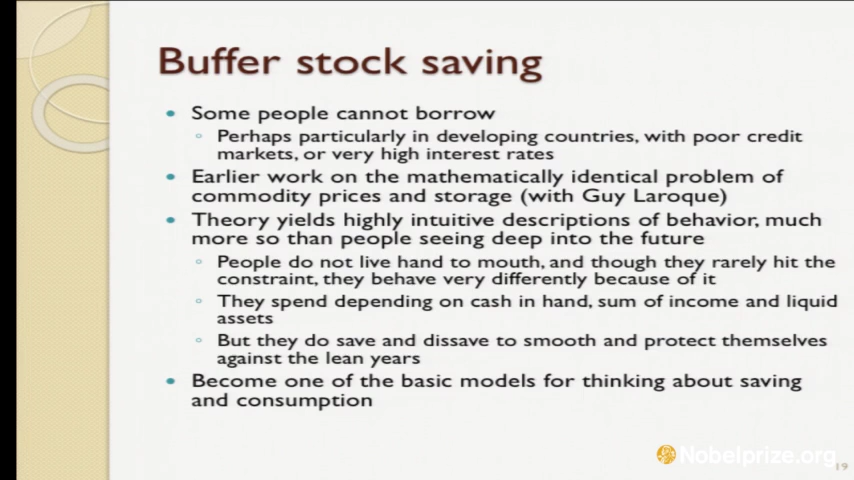 Buffer stock saving
• Some people cannot borrow
◦ Perhaps particularly in developing countries, with poor credit
markets, or very high interest rates
• Earlier work on the mathematically identical problem of
commodity prices and storage (with Guy Laroque)
• Theory yields highly intuitive descriptions of behavior, much
more so than people seeing deep into the future
◦ People do not live hand to mouth, and though they rarely hit the
constraint, they behave very differently because of it
◦ They spend depending on cash in hand, sum of income and liquid
assets
◦ But they do save and dissave to smooth and protect themselves
against the lean years
• Become one of the basic models for thinking about saving
and consumption
Nobelprize.org
19